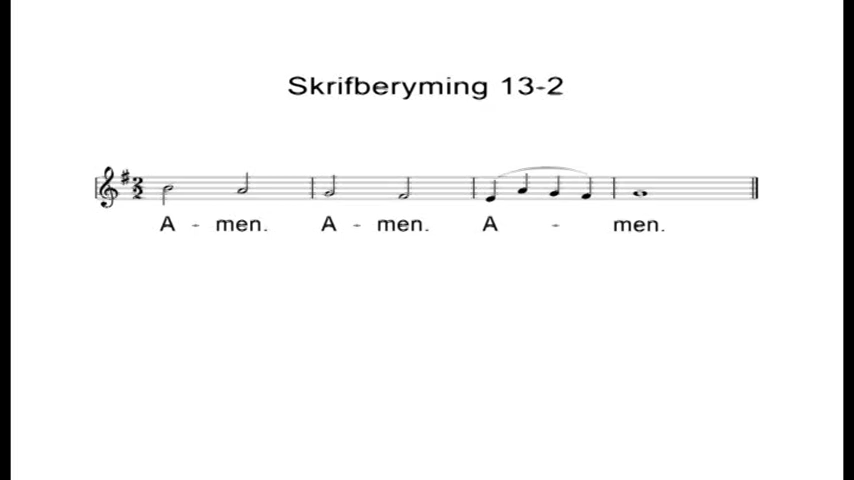 Skrifberyming 13-2
A - men. A - men. A - men.